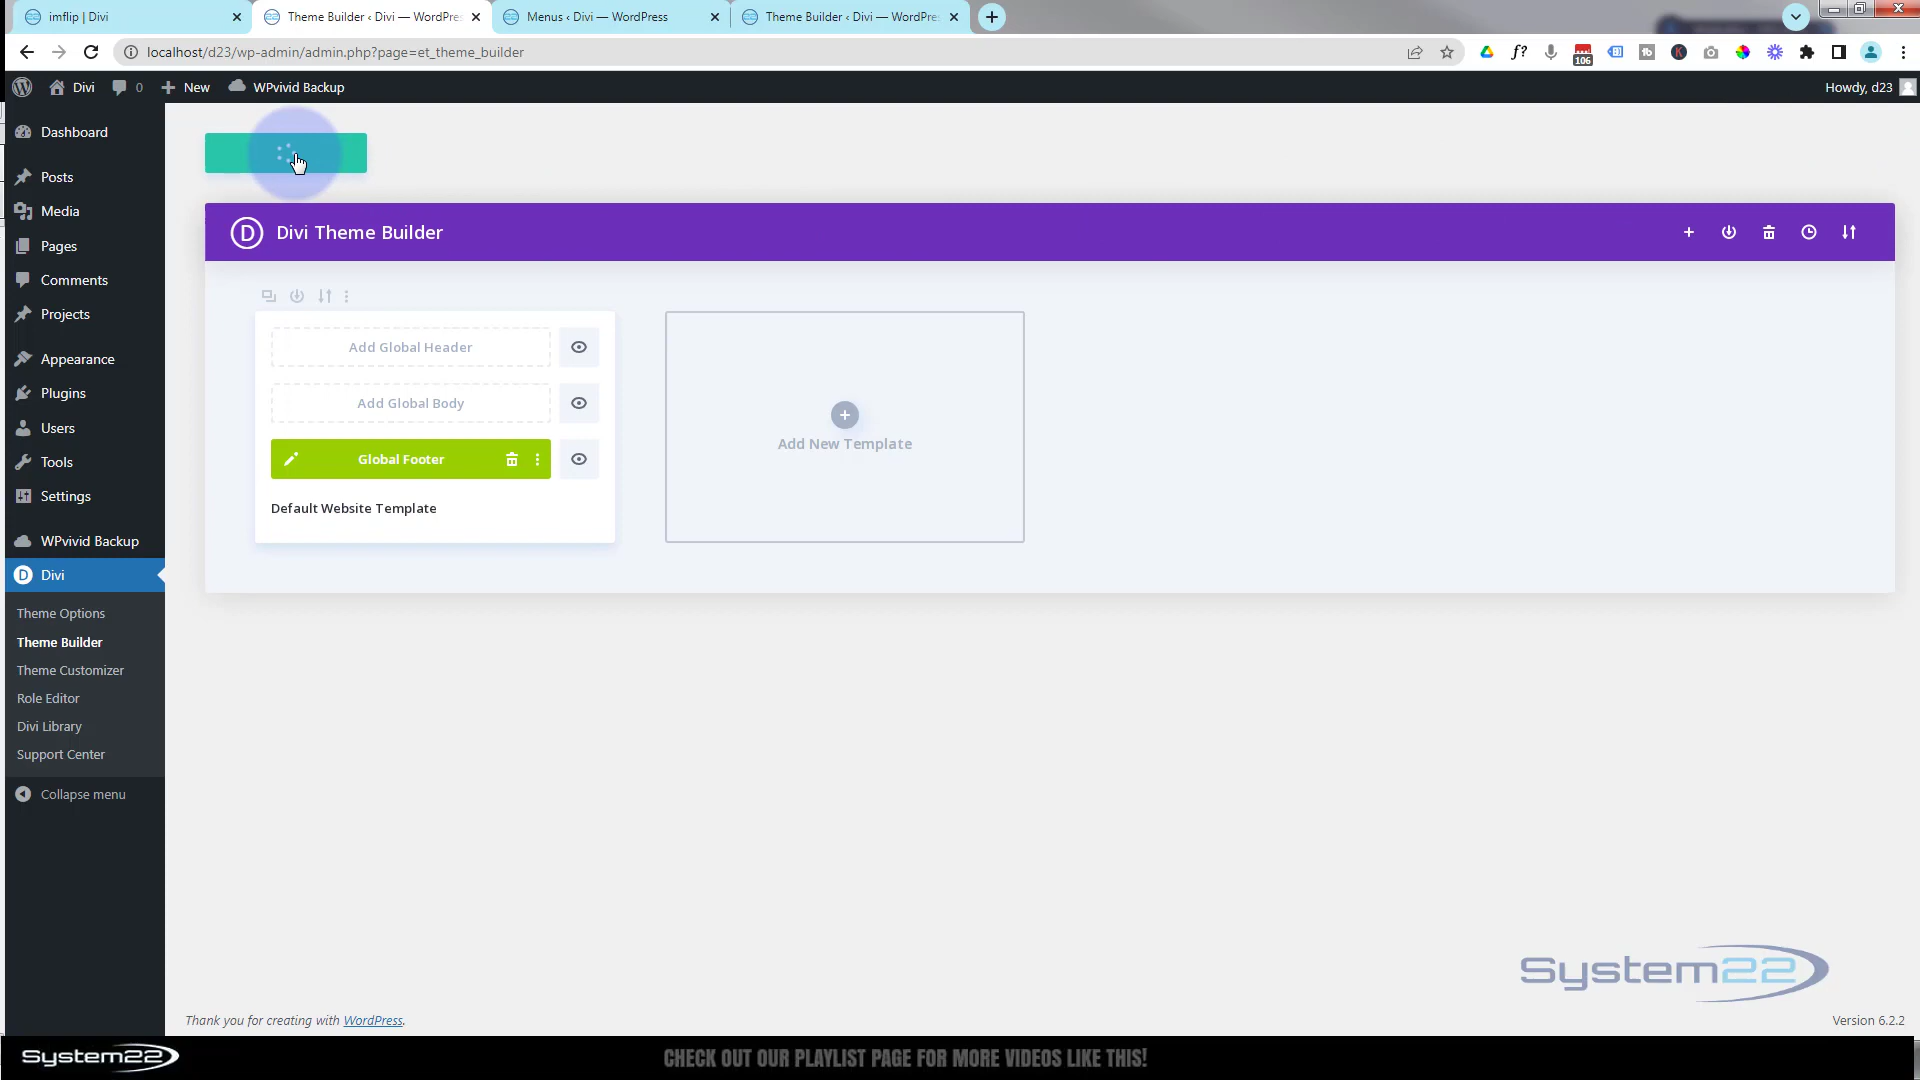 imflip | Divi
Theme Builder ‹ Divi — WordPres
Menus ‹ Divi — WordPress
Theme Builder ‹ Divi — WordPres
localhost/d23/wp-admin/admin.php?page=et_theme_builder
f?
106
Divi
0
New
WPvivid Backup
Howdy, d23
Dashboard
Posts
Media
Pages
Comments
Projects
Appearance
Plugins
Users
Tools
Settings
WPvivid Backup
D Divi
Theme Options
Theme Builder
Theme Customizer
Role Editor
Divi Library
Support Center
Collapse menu
D Divi Theme Builder
Add Global Header
Add Global Body
Global Footer
Default Website Template
Add New Template
System22
Thank you for creating with WordPress.
Version 6.2.2
System22
CHECK OUT OUR PLAYLIST PAGE FOR MORE VIDEOS LIKE THIS!